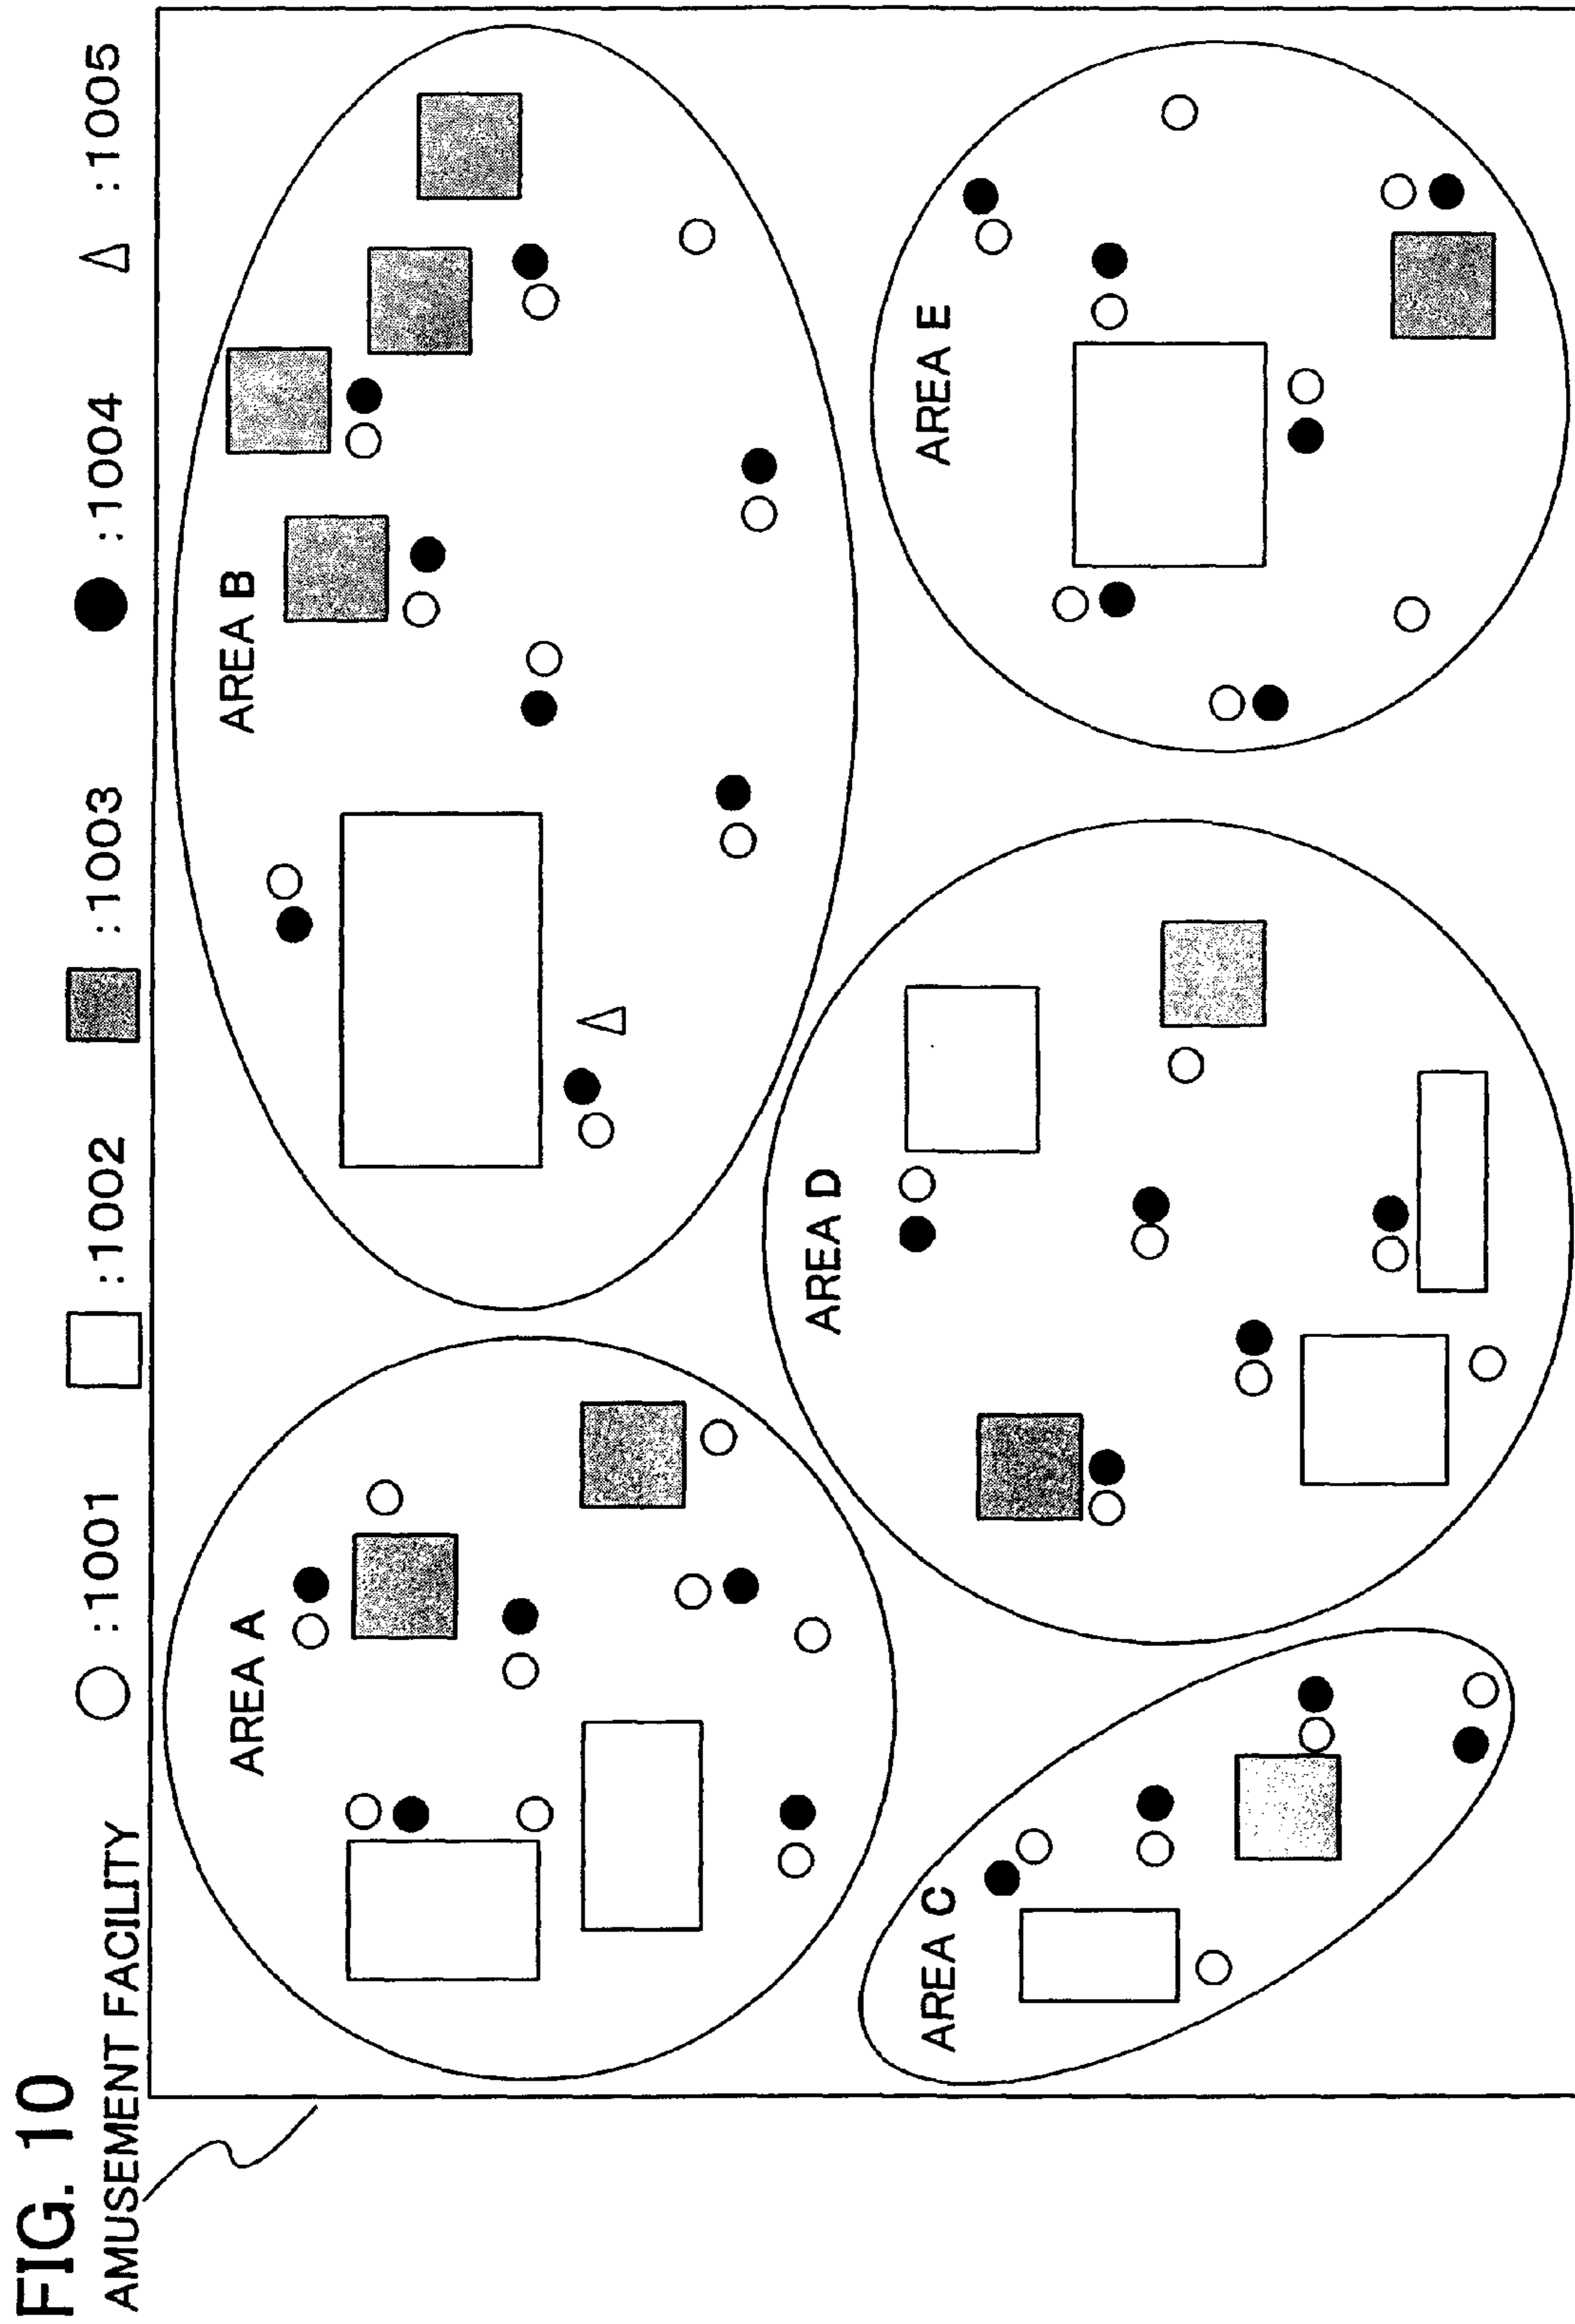 FIG. 10
AMUSEMENT FACILITY
:1001 :1002 :1003 :1004 :1005
AREA A
AREA B
AREA C
AREA D
AREA E